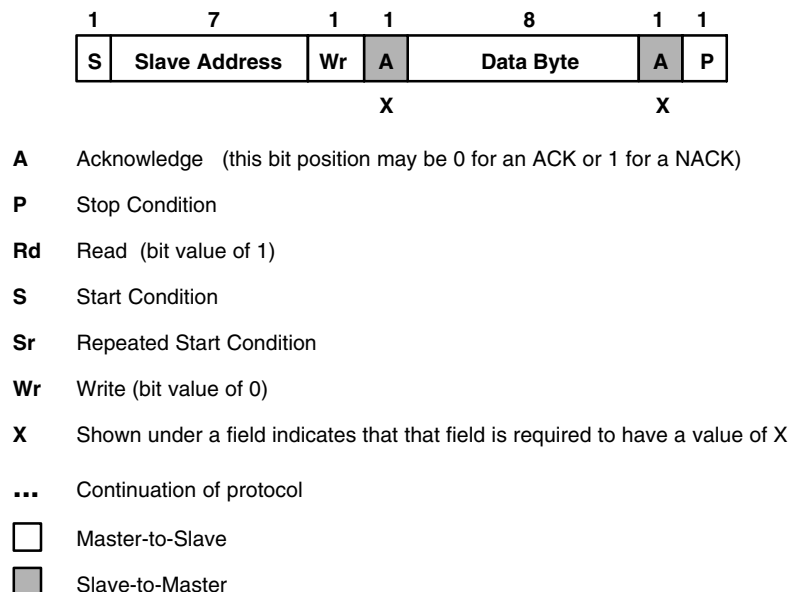 1 7 1 1 8 1 1
S Slave Address Wr A Data Byte A P
X X
A Acknowledge (this bit position may be 0 for an ACK or 1 for a NACK)
P Stop Condition
Rd Read (bit value of 1)
S Start Condition
Sr Repeated Start Condition
Wr Write (bit value of 0)
X Shown under a field indicates that that field is required to have a value of X
... Continuation of protocol
Master-to-Slave
Slave-to-Master